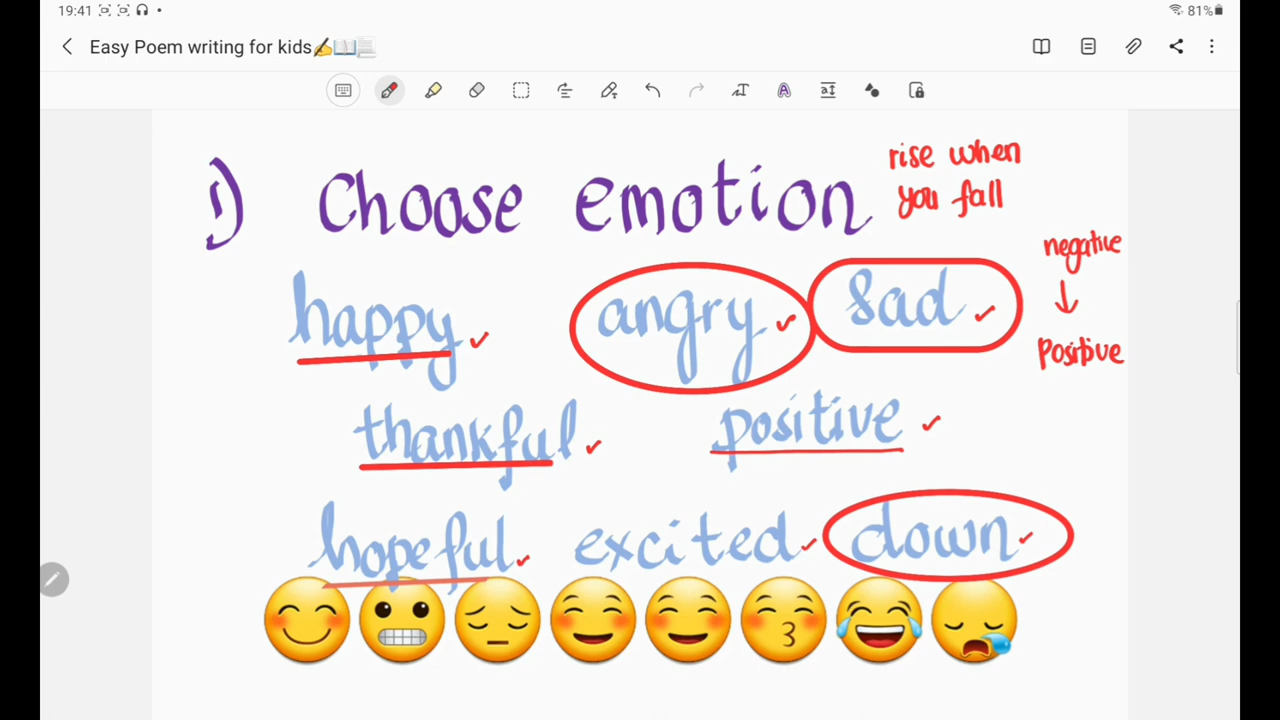 19:41
81%
Easy Poem writing for kids✍️📖📃
1) Choose emotion
rise when
you fall
happy angry sad
negative
↓
positive
thankful positive
hopeful excited down